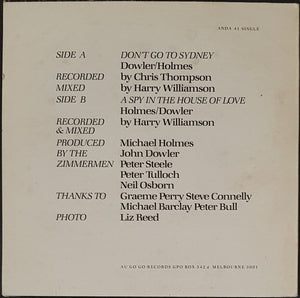 ANDA 41 SINGLE
SIDE A DON'T GO TO SYDNEY
Dowler/Holmes
RECORDED by Chris Thompson
MIXED by Harry Williamson
SIDE B A SPY IN THE HOUSE OF LOVE
Holmes/Dowler
RECORDED by Harry Williamson
& MIXED
PRODUCED Michael Holmes
BY THE John Dowler
ZIMMERMEN Peter Steele
Peter Tulloch
Neil Osborn
THANKS TO Graeme Perry Steve Connelly
Michael Barclay Peter Bull
PHOTO Liz Reed
AU GO GO RECORDS GPO BOX 542d MELBOURNE 3001